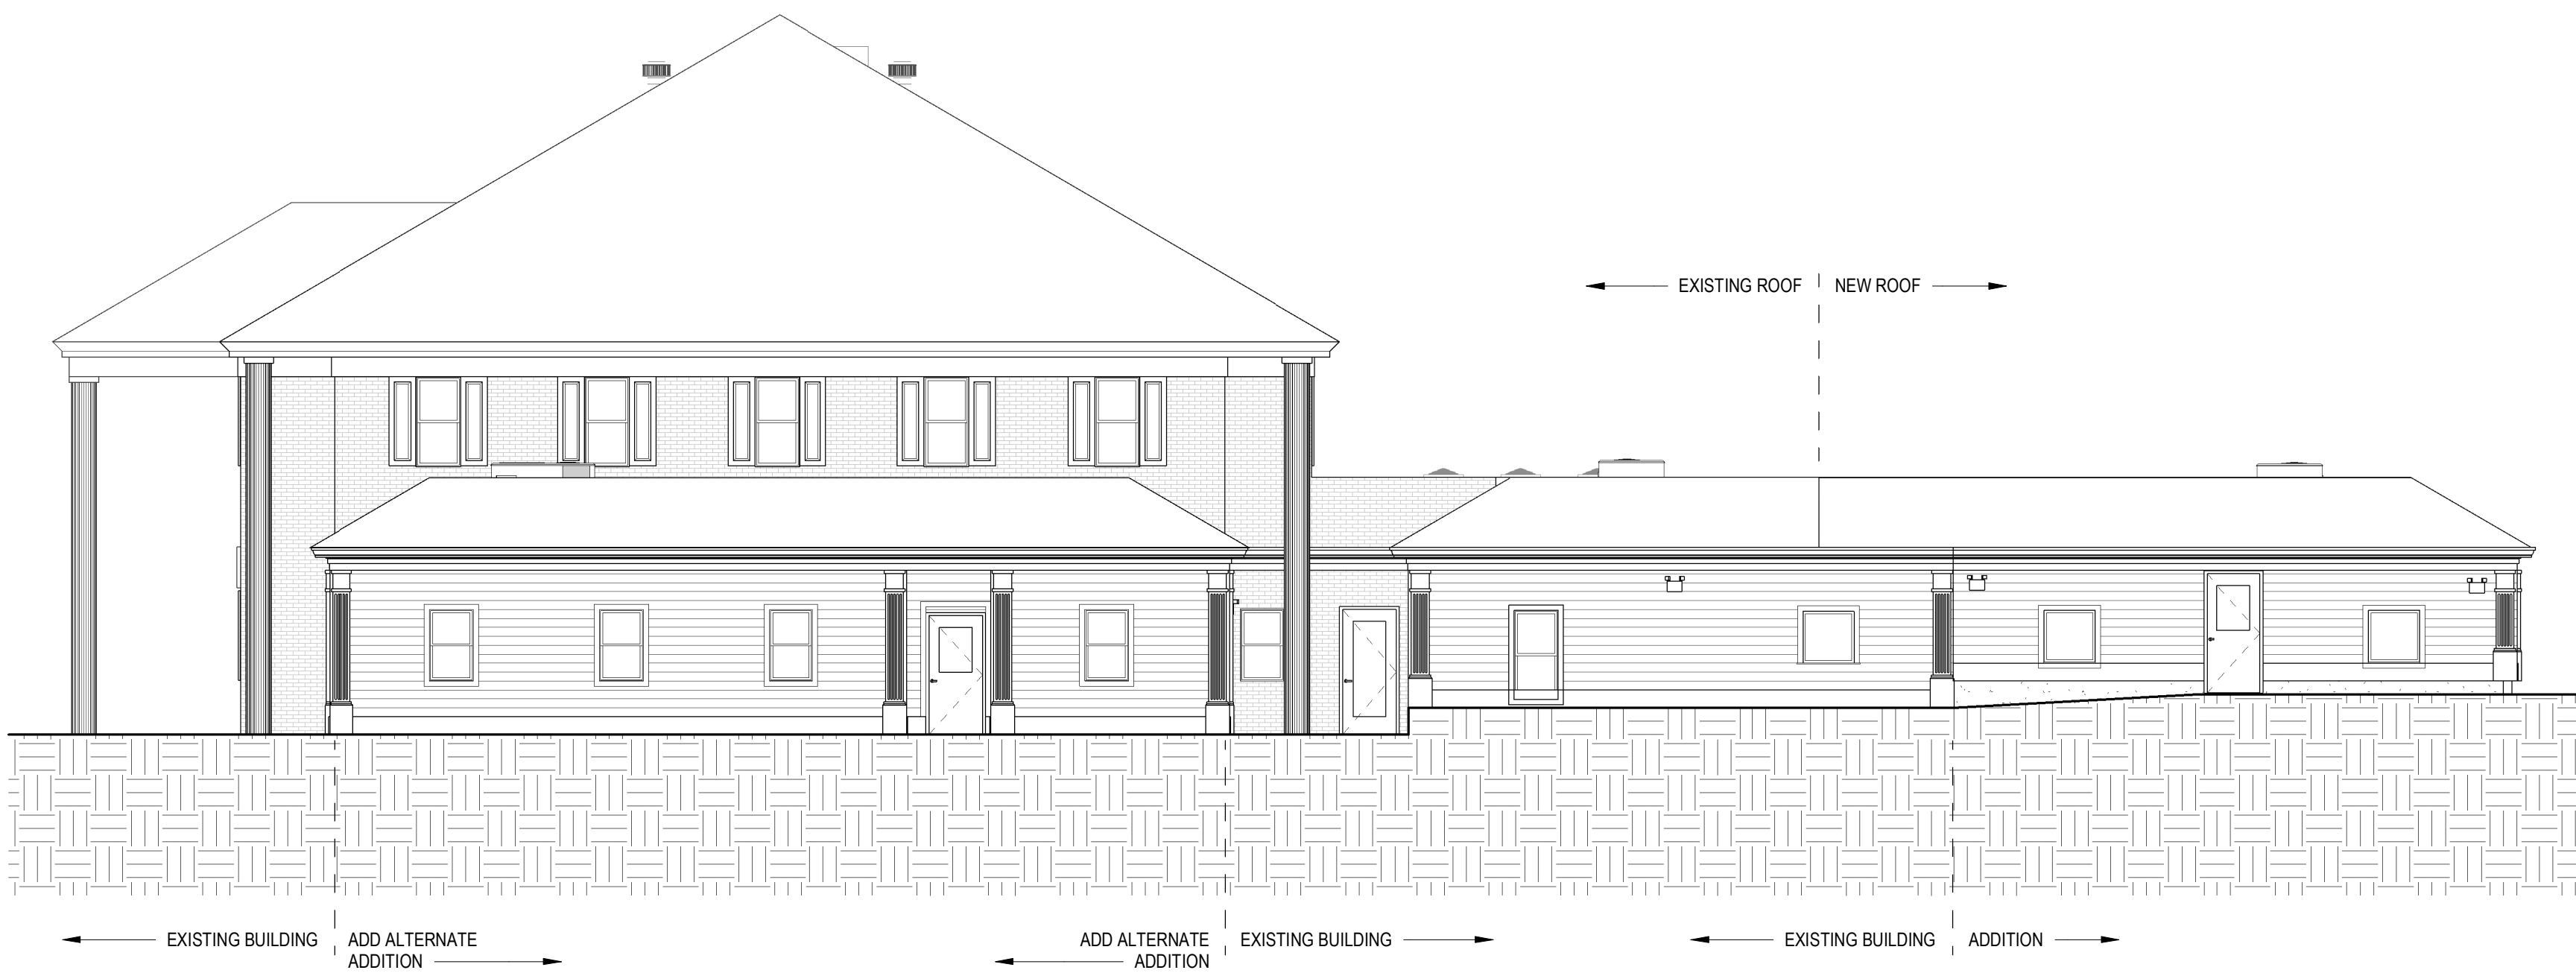 EXISTING ROOF
NEW ROOF
EXISTING BUILDING
ADD ALTERNATE
ADDITION
ADD ALTERNATE
ADDITION
EXISTING BUILDING
EXISTING BUILDING
ADDITION